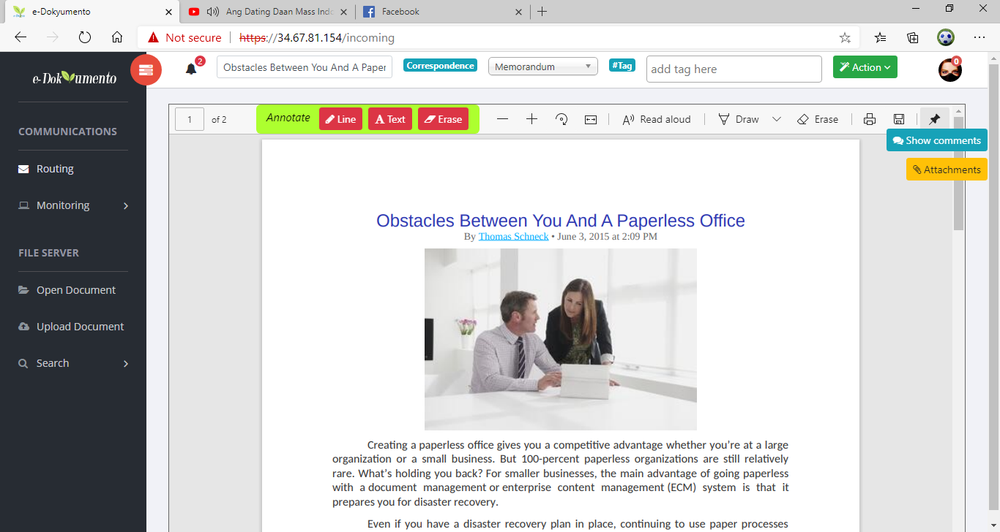 e-Dokyumento
Ang Dating Daan Mass Indo
Facebook
Not secure
https://34.67.81.154/incoming
e-Dokyumento
2
Obstacles Between You And A Paper
Correspondence
Memorandum
#Tag
add tag here
Action
0
COMMUNICATIONS
Routing
Monitoring
FILE SERVER
Open Document
Upload Document
Search
1
of 2
Annotate
Line
Text
Erase
Read aloud
Draw
Erase
Show comments
Attachments
Obstacles Between You And A Paperless Office
By Thomas Schneck • June 3, 2015 at 2:09 PM
Creating a paperless office gives you a competitive advantage whether you're at a large
organization or a small business. But 100-percent paperless organizations are still relatively
rare. What's holding you back? For smaller businesses, the main advantage of going paperless
with a document management or enterprise content management (ECM) system is that it
prepares you for disaster recovery.
Even if you have a disaster recovery plan in place, continuing to use paper processes